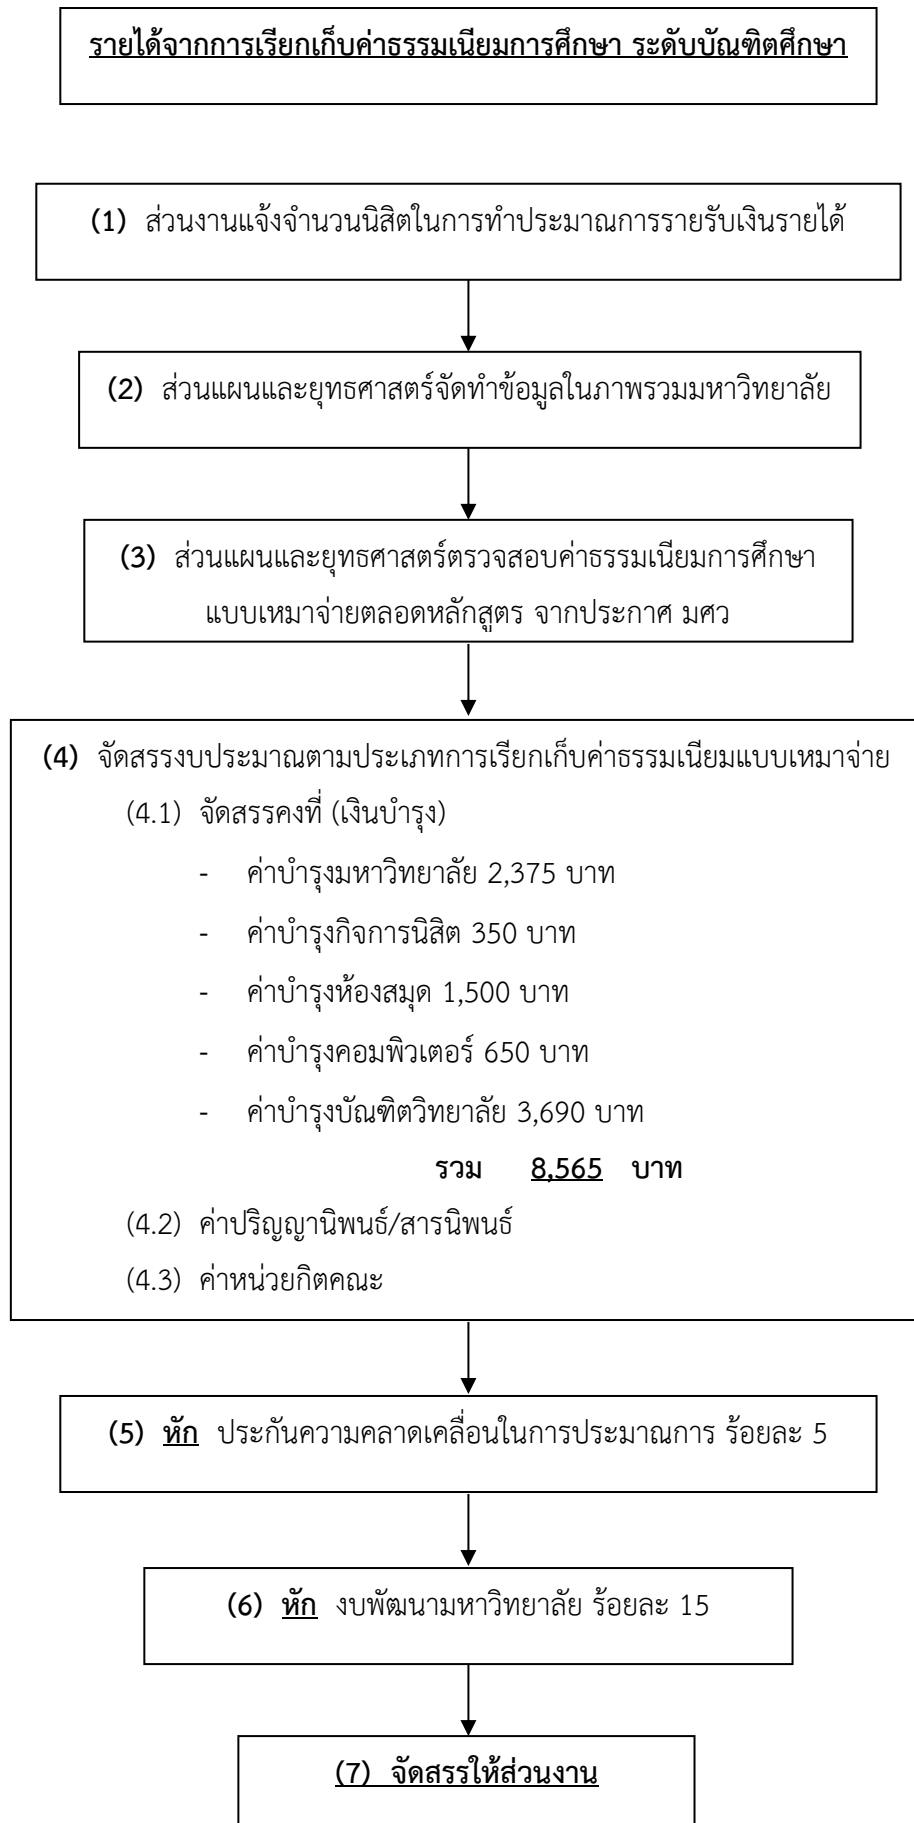 รายได้จากการเรียกเก็บค่าธรรมเนียมการศึกษา ระดับบัณฑิตศึกษา
(1) ส่วนงานแจ้งจำนวนนิสิตในการทำประมาณการรายรับเงินรายได้
(2) ส่วนแผนและยุทธศาสตร์จัดทำข้อมูลในภาพรวมมหาวิทยาลัย
(3) ส่วนแผนและยุทธศาสตร์ตรวจสอบค่าธรรมเนียมการศึกษา
แบบเหมาจ่ายตลอดหลักสูตร จากประกาศ มศว
(4) จัดสรรงบประมาณตามประเภทการเรียกเก็บค่าธรรมเนียมแบบเหมาจ่าย
(4.1) จัดสรรคงที่ (เงินบำรุง)
- ค่าบำรุงมหาวิทยาลัย 2,375 บาท
- ค่าบำรุงกิจการนิสิต 350 บาท
- ค่าบำรุงห้องสมุด 1,500 บาท
- ค่าบำรุงคอมพิวเตอร์ 650 บาท
- ค่าบำรุงบัณฑิตวิทยาลัย 3,690 บาท
รวม 8,565 บาท
(4.2) ค่าปริญญานิพนธ์/สารนิพนธ์
(4.3) ค่าหน่วยกิตคณะ
(5) หัก ประกันความคลาดเคลื่อนในการประมาณการ ร้อยละ 5
(6) หัก งบพัฒนามหาวิทยาลัย ร้อยละ 15
(7) จัดสรรให้ส่วนงาน